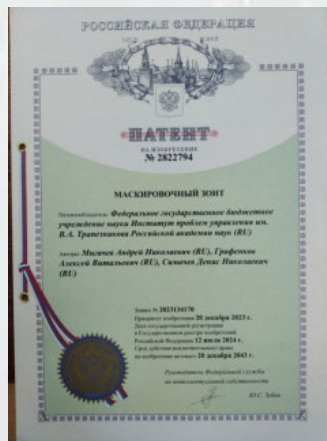 РОССИЙСКАЯ ФЕДЕРАЦИЯ
ПАТЕНТ
НА ИЗОБРЕТЕНИЕ
№ 2822794
МАСКИРОВОЧНЫЙ ЗОНТ
Патентообладатель: Федеральное государственное бюджетное
учреждение науки Институт проблем управления им.
В.А. Трапезникова Российской академии наук (RU)
Авторы: Мигачев Андрей Николаевич (RU), Грифенков
Алексей Витальевич (RU), Сипачев Денис Николаевич
(RU)
Заявка № 2023134170
Приоритет изобретения 20 декабря 2023 г.
Дата государственной регистрации
в Государственном реестре изобретений
Российской Федерации 12 июля 2024 г.
Срок действия исключительного права
на изобретение истекает 20 декабря 2043 г.
Руководитель Федеральной службы
по интеллектуальной собственности
Ю.С. Зубов